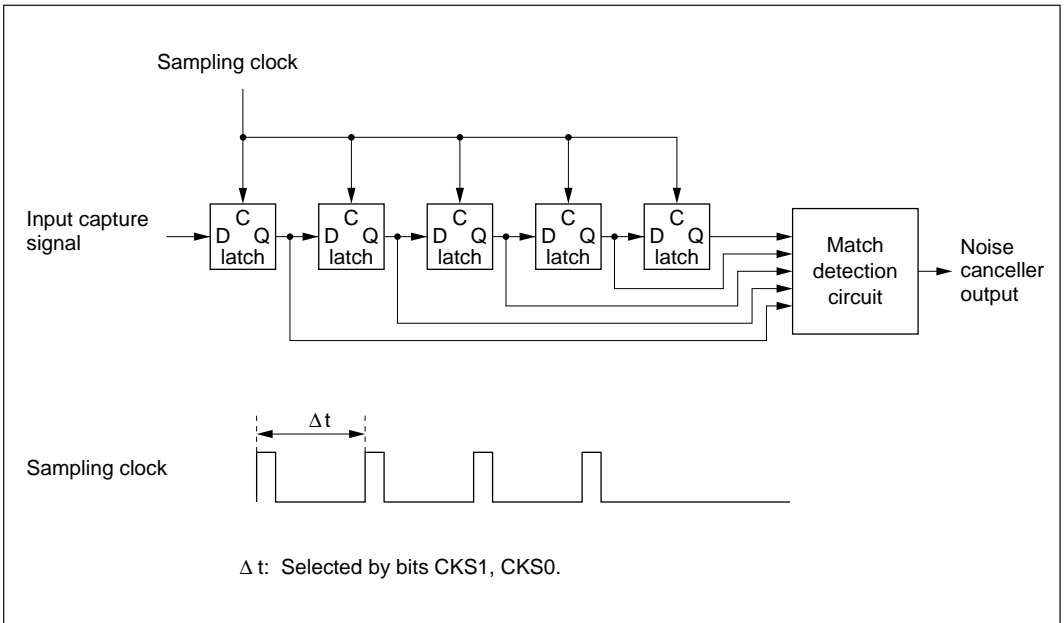 Sampling clock
Input capture
signal
C
D Q
latch
C
D Q
latch
C
D Q
latch
C
D Q
latch
C
D Q
latch
Match
detection
circuit
Noise
canceller
output
Δ t
Sampling clock
Δ t: Selected by bits CKS1, CKS0.